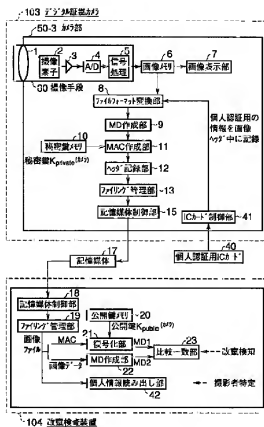 103 デジタル証拠カメラ
50-3 カメラ部
1
2
撮像素子
3
4
A/D
5
信号処理
6
画像メモリ
7
画像表示部
80 撮像手段
8
ファイルフォーマット変換部
個人認証用の情報を画像ヘッダ中に記録
MD作成部
9
10
秘密鍵メモリ
MAC作成部
11
秘密鍵Kprivate(カメラ)
ヘッダ記録部
12
ファイリング管理部
13
記憶媒体制御部
15
ICカード制御部
41
17
記憶媒体
40
個人認証用ICカード
18
記憶媒体制御部
19
ファイリング管理部
公開鍵メモリ
20
公開鍵Kpublic(カメラ)
画像ファイル
MAC
21
復号化部
MD1
23
比較一致部
改竄検知
画像データ
MD作成部
MD2
22
個人情報読み出し部
42
撮影者特定
104 改竄検査装置